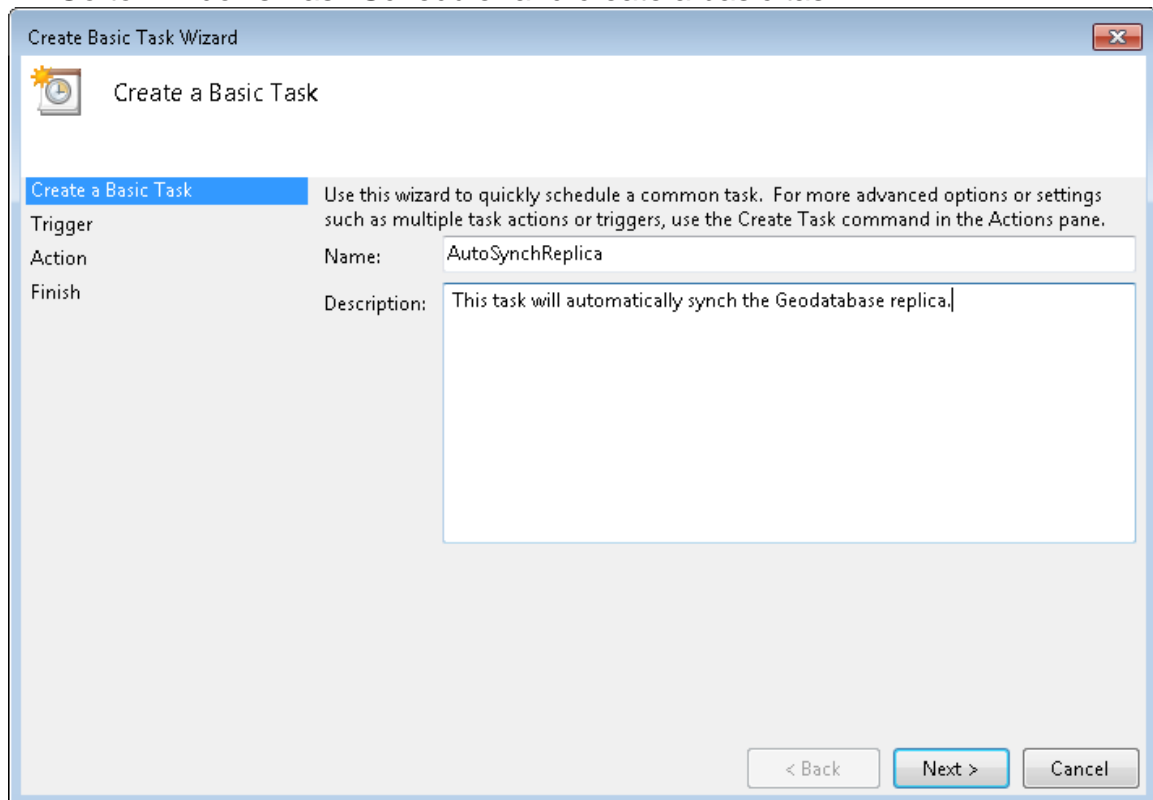 Create Basic Task Wizard
Create a Basic Task
Create a Basic Task
Use this wizard to quickly schedule a common task. For more advanced options or settings
such as multiple task actions or triggers, use the Create Task command in the Actions pane.
Trigger
Action
Name: AutoSynchReplica
Finish
Description: This task will automatically synch the Geodatabase replica.
< Back Next > Cancel